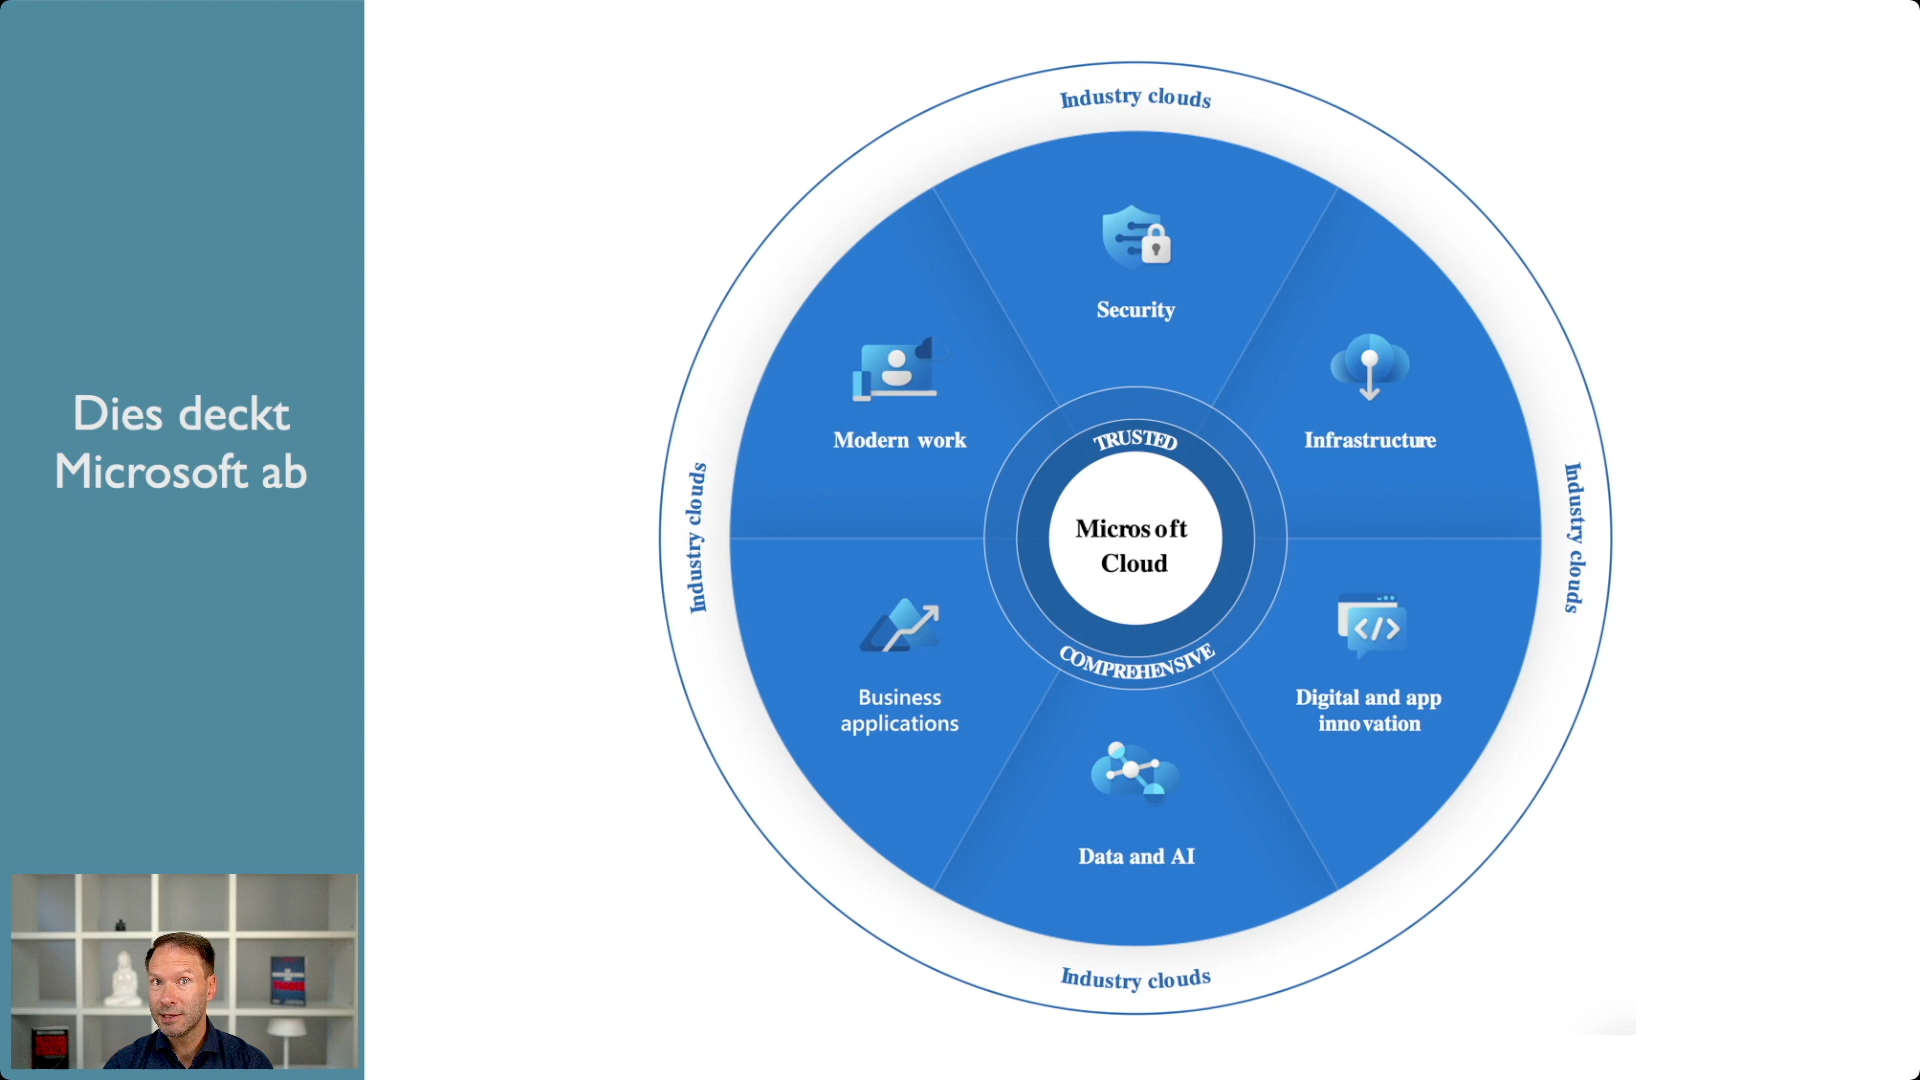 Dies deckt
Microsoft ab
Industry clouds
Security
Modern work
Infrastructure
TRUSTED
Industry clouds
Microsoft
Cloud
Industry clouds
COMPREHENSIVE
Business
applications
Digital and app
innovation
Data and AI
Industry clouds